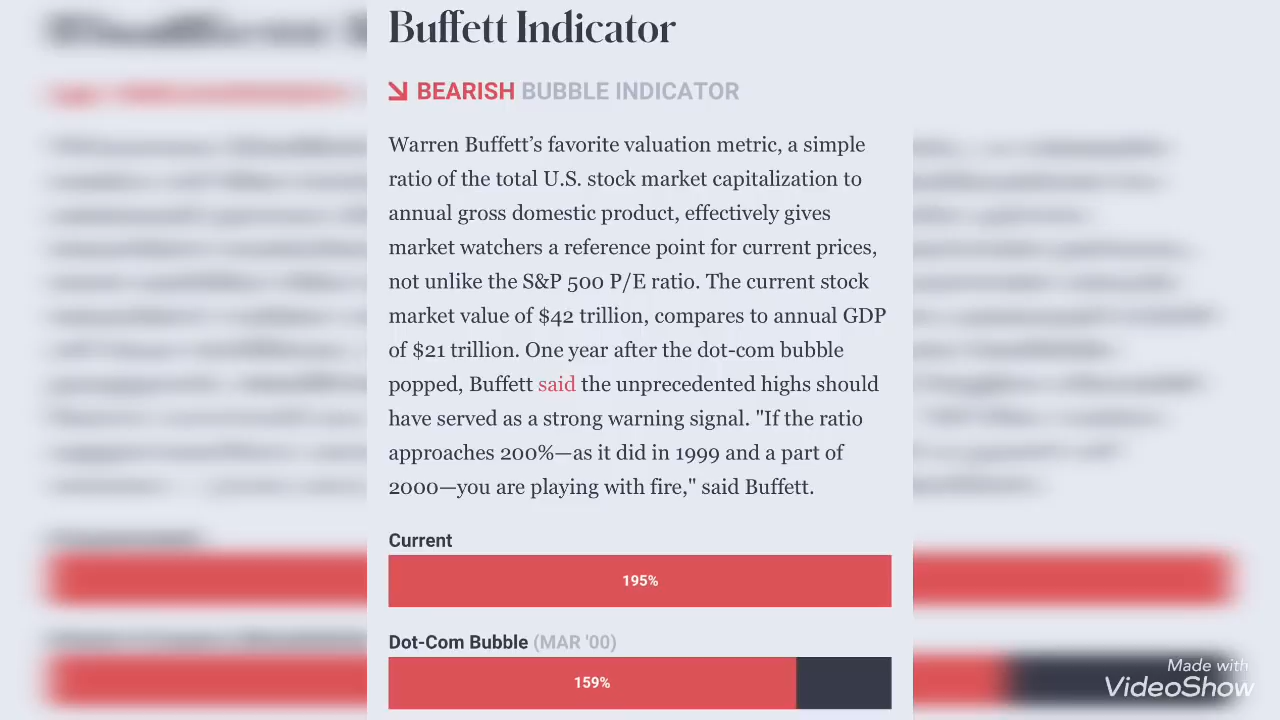 Buffett Indicator
BEARISH BUBBLE INDICATOR
Warren Buffett’s favorite valuation metric, a simple
ratio of the total U.S. stock market capitalization to
annual gross domestic product, effectively gives
market watchers a reference point for current prices,
not unlike the S&P 500 P/E ratio. The current stock
market value of $42 trillion, compares to annual GDP
of $21 trillion. One year after the dot-com bubble
popped, Buffett said the unprecedented highs should
have served as a strong warning signal. "If the ratio
approaches 200%—as it did in 1999 and a part of
2000—you are playing with fire," said Buffett.
Current
195%
Dot-Com Bubble (MAR '00)
159%
Made with
VideoShow